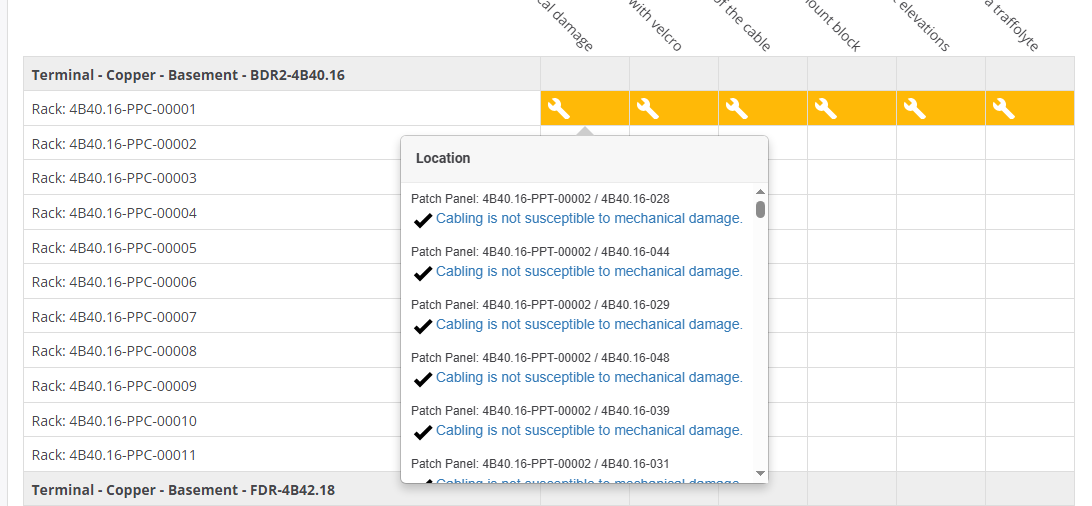 cal damage
with velcro
of the cable
ount block
elevations
a traffolyte
Terminal - Copper - Basement - BDR2-4B40.16
Rack: 4B40.16-PPC-00001
Rack: 4B40.16-PPC-00002
Rack: 4B40.16-PPC-00003
Rack: 4B40.16-PPC-00004
Rack: 4B40.16-PPC-00005
Rack: 4B40.16-PPC-00006
Rack: 4B40.16-PPC-00007
Rack: 4B40.16-PPC-00008
Rack: 4B40.16-PPC-00009
Rack: 4B40.16-PPC-00010
Rack: 4B40.16-PPC-00011
Terminal - Copper - Basement - FDR-4B42.18
Location
Patch Panel: 4B40.16-PPT-00002 / 4B40.16-028
Cabling is not susceptible to mechanical damage.
Patch Panel: 4B40.16-PPT-00002 / 4B40.16-044
Cabling is not susceptible to mechanical damage.
Patch Panel: 4B40.16-PPT-00002 / 4B40.16-029
Cabling is not susceptible to mechanical damage.
Patch Panel: 4B40.16-PPT-00002 / 4B40.16-048
Cabling is not susceptible to mechanical damage.
Patch Panel: 4B40.16-PPT-00002 / 4B40.16-039
Cabling is not susceptible to mechanical damage.
Patch Panel: 4B40.16-PPT-00002 / 4B40.16-031
Cabling is not susceptible to mechanical damage.